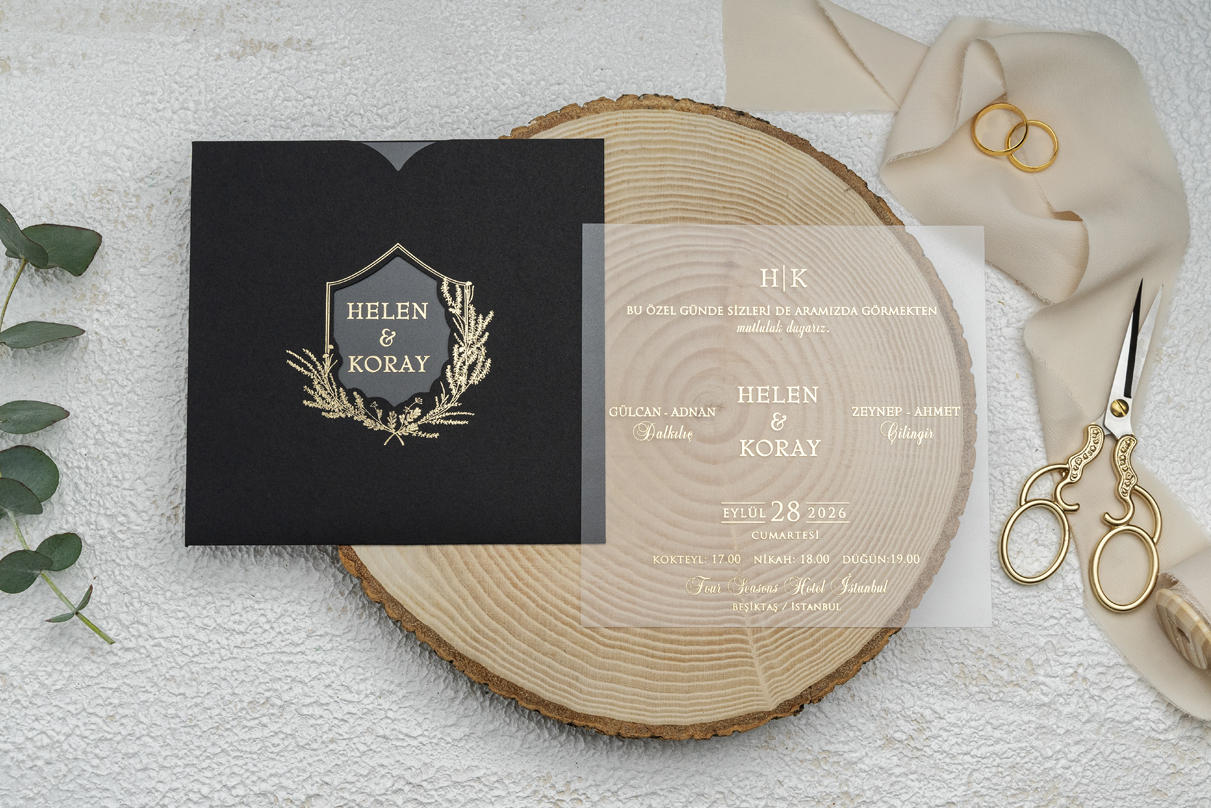 HELEN
&
KORAY
H|K
BU ÖZEL GÜNDE SİZLERİ DE ARAMIZDA GÖRMEKTEN
mutluluk duyarız.
HELEN
&
KORAY
GÜLCAN - ADNAN
Dalkılıç
ZEYNEP - AHMET
Çilingir
EYLÜL 28 2026
CUMARTESİ
KOKTEYL: 17.00 NİKAH: 18.00 DÜĞÜN:19.00
Four Seasons Hotel İstanbul
BEŞİKTAŞ / İSTANBUL